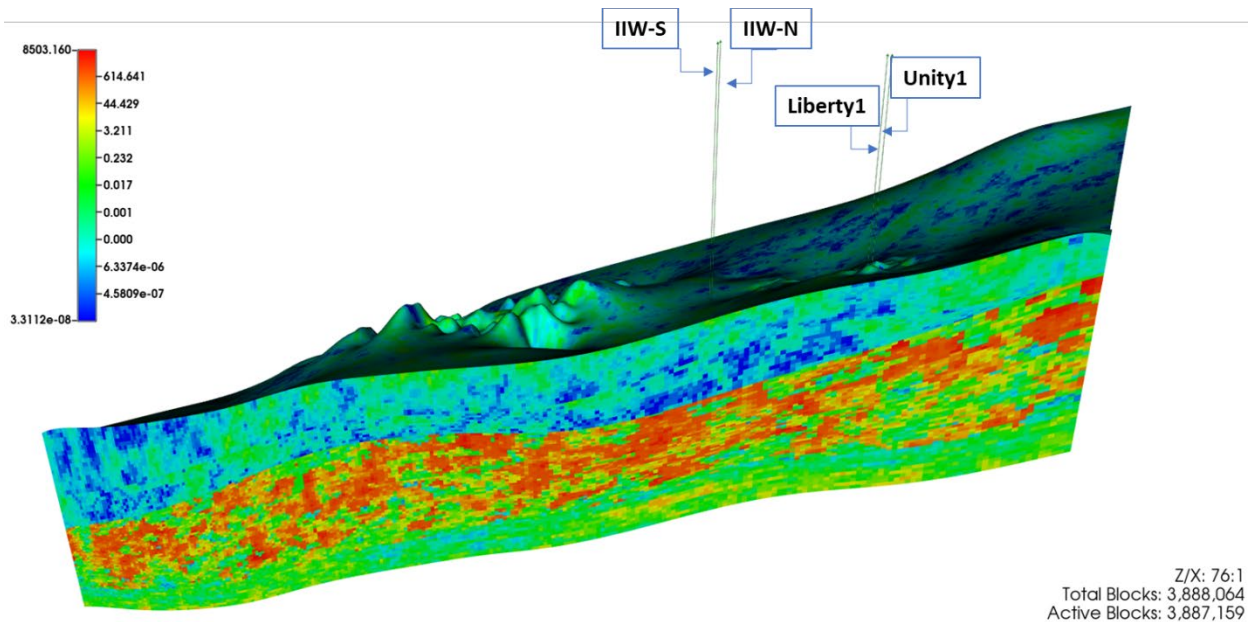 IIW-S
IIW-N
Unity1
Liberty1
8503.160
614.641
44.429
3.211
0.232
0.017
0.001
0.000
6.3374e-06
4.5809e-07
3.3112e-08
Z/X: 76:1
Total Blocks: 3,888,064
Active Blocks: 3,887,159